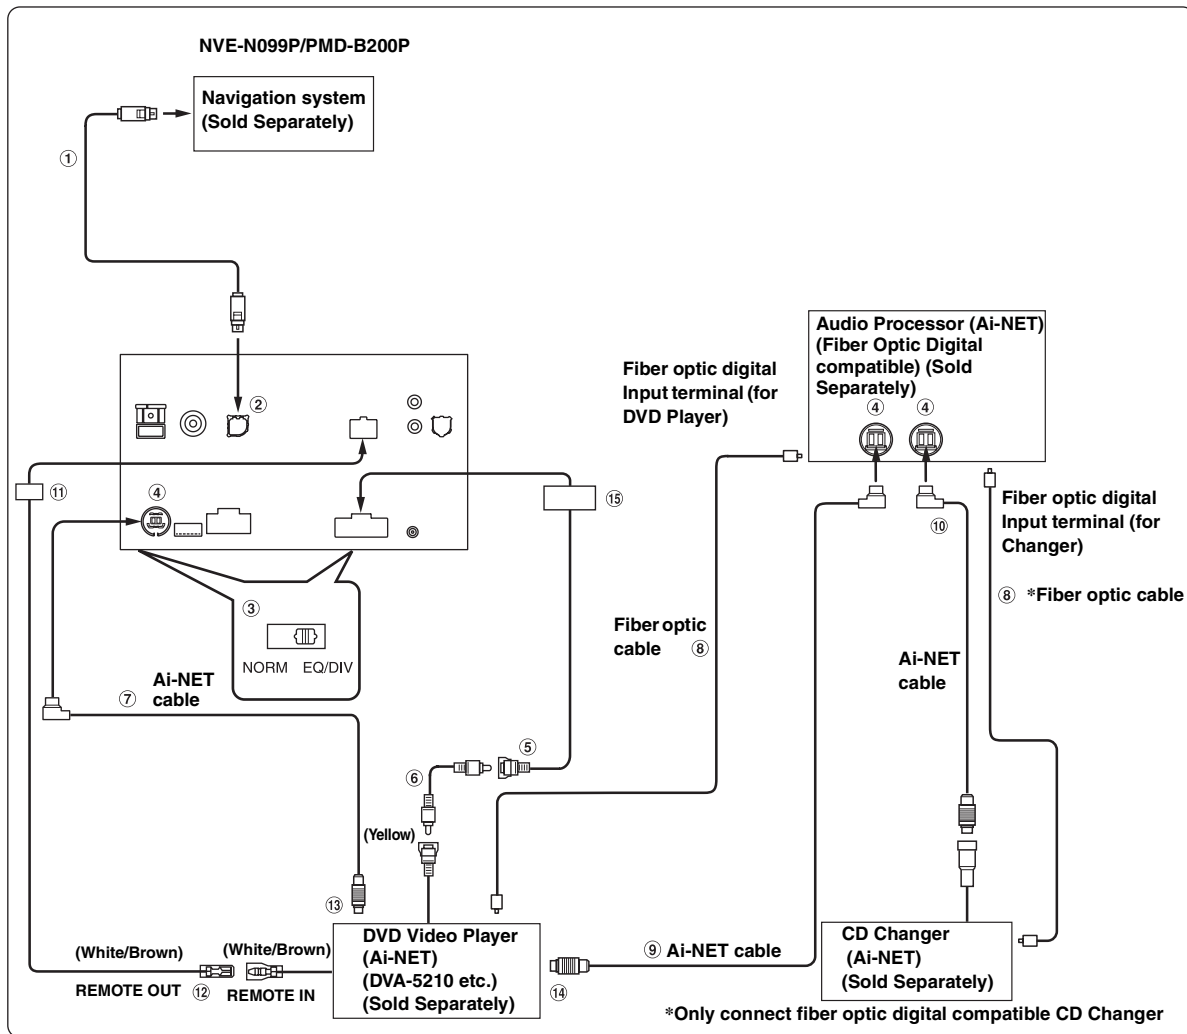 NVE-N099P/PMD-B200P
Navigation system
(Sold Separately)
①
②
Audio Processor (Ai-NET)
(Fiber Optic Digital
compatible) (Sold
Separately)
④ ④
Fiber optic digital
Input terminal (for
DVD Player)
⑪
④
⑮
⑩
Fiber optic digital
Input terminal (for
Changer)
⑧ *Fiber optic cable
③
NORM EQ/DIV
Fiber optic
cable ⑧
Ai-NET
cable
⑦
Ai-NET
cable
⑤
⑥
(Yellow)
⑬
DVD Video Player
(Ai-NET)
(DVA-5210 etc.)
(Sold Separately)
(White/Brown)
(White/Brown)
REMOTE OUT ⑫ REMOTE IN
⑨ Ai-NET cable
⑭
CD Changer
(Ai-NET)
(Sold Separately)
*Only connect fiber optic digital compatible CD Changer